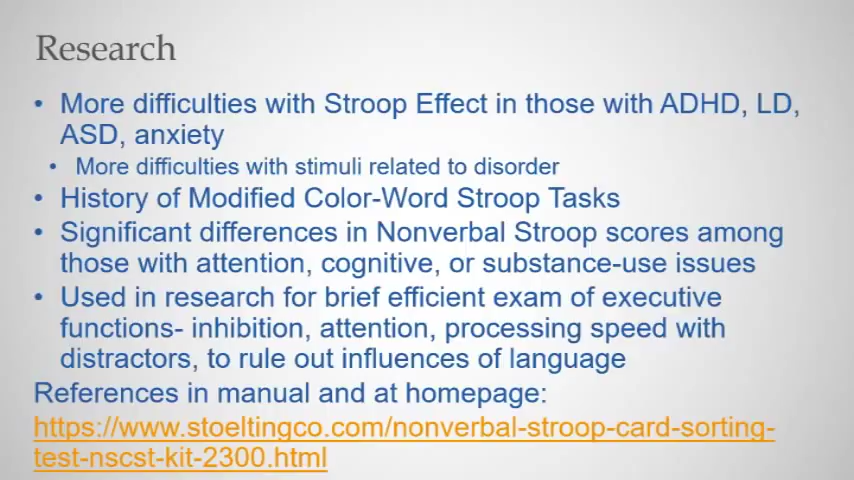 Research
• More difficulties with Stroop Effect in those with ADHD, LD,
ASD, anxiety
• More difficulties with stimuli related to disorder
• History of Modified Color-Word Stroop Tasks
• Significant differences in Nonverbal Stroop scores among
those with attention, cognitive, or substance-use issues
• Used in research for brief efficient exam of executive
functions- inhibition, attention, processing speed with
distractors, to rule out influences of language
References in manual and at homepage:
https://www.stoeltingco.com/nonverbal-stroop-card-sorting-
test-nscst-kit-2300.html